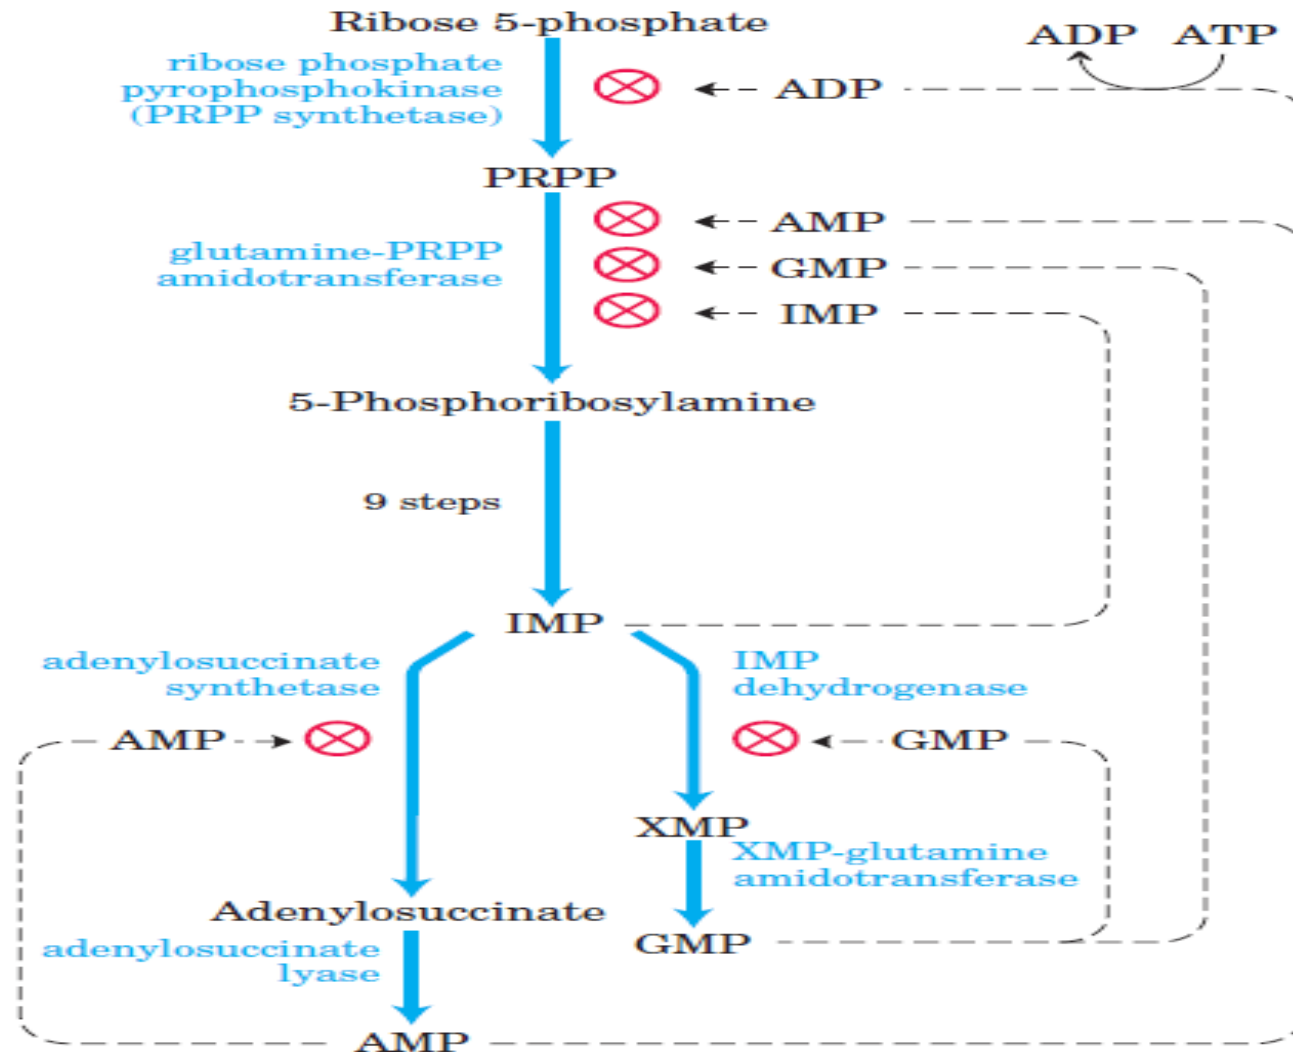 Ribose 5-phosphate
ADP ATP
ribose phosphate
pyrophosphokinase
(PRPP synthetase)
ADP
PRPP
AMP
glutamine-PRPP
amidotransferase
GMP
IMP
5-Phosphoribosylamine
9 steps
IMP
adenylosuccinate
synthetase
IMP
dehydrogenase
AMP
GMP
XMP
XMP-glutamine
amidotransferase
Adenylosuccinate
adenylosuccinate
lyase
GMP
AMP